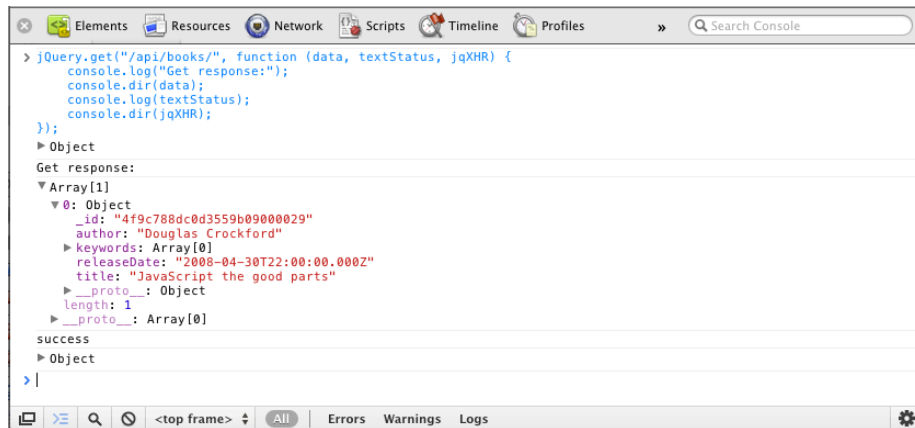 Elements Resources Network Scripts Timeline Profiles » Search Console
> jQuery.get("/api/books/", function (data, textStatus, jqXHR) {
console.log("Get response:");
console.dir(data);
console.log(textStatus);
console.dir(jqXHR);
});
▶ Object
Get response:
▼ Array[1]
▼ 0: Object
_id: "4f9c788dc0d3559b09000029"
author: "Douglas Crockford"
▶ keywords: Array[0]
releaseDate: "2008-04-30T22:00:00.000Z"
title: "JavaScript the good parts"
▶ __proto__: Object
length: 1
▶ __proto__: Array[0]
success
▶ Object
>
<top frame> All Errors Warnings Logs